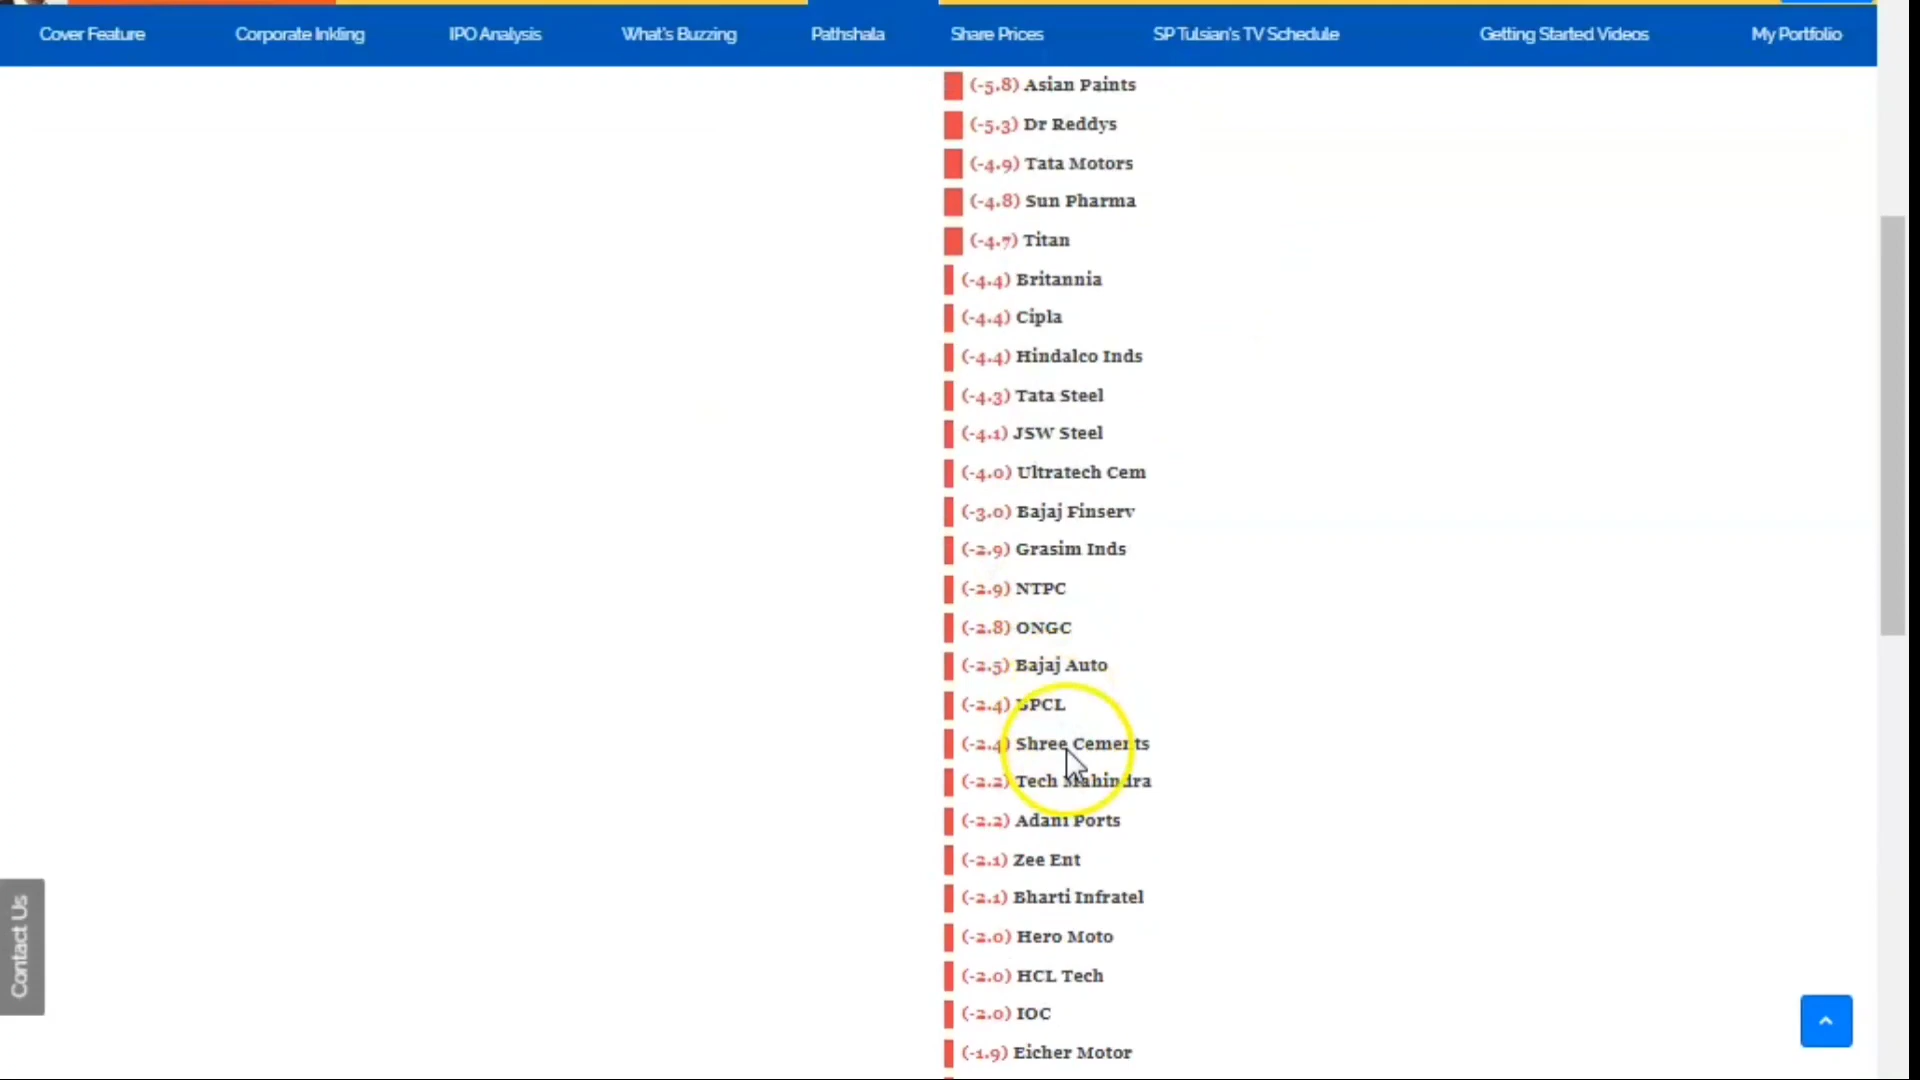 Cover Feature Corporate Inkling IPO Analysis What's Buzzing Pathshala Share Prices SP Tulsian's TV Schedule Getting Started Videos My Portfolio
(-5.8) Asian Paints
(-5.3) Dr Reddys
(-4.9) Tata Motors
(-4.8) Sun Pharma
(-4.7) Titan
(-4.4) Britannia
(-4.4) Cipla
(-4.4) Hindalco Inds
(-4.3) Tata Steel
(-4.1) JSW Steel
(-4.0) Ultratech Cem
(-3.0) Bajaj Finserv
(-2.9) Grasim Inds
(-2.9) NTPC
(-2.8) ONGC
(-2.5) Bajaj Auto
(-2.4) BPCL
(-2.4) Shree Cements
(-2.2) Tech Mahindra
(-2.2) Adani Ports
(-2.1) Zee Ent
(-2.1) Bharti Infratel
(-2.0) Hero Moto
(-2.0) HCL Tech
(-2.0) IOC
(-1.9) Eicher Motor
Contact Us